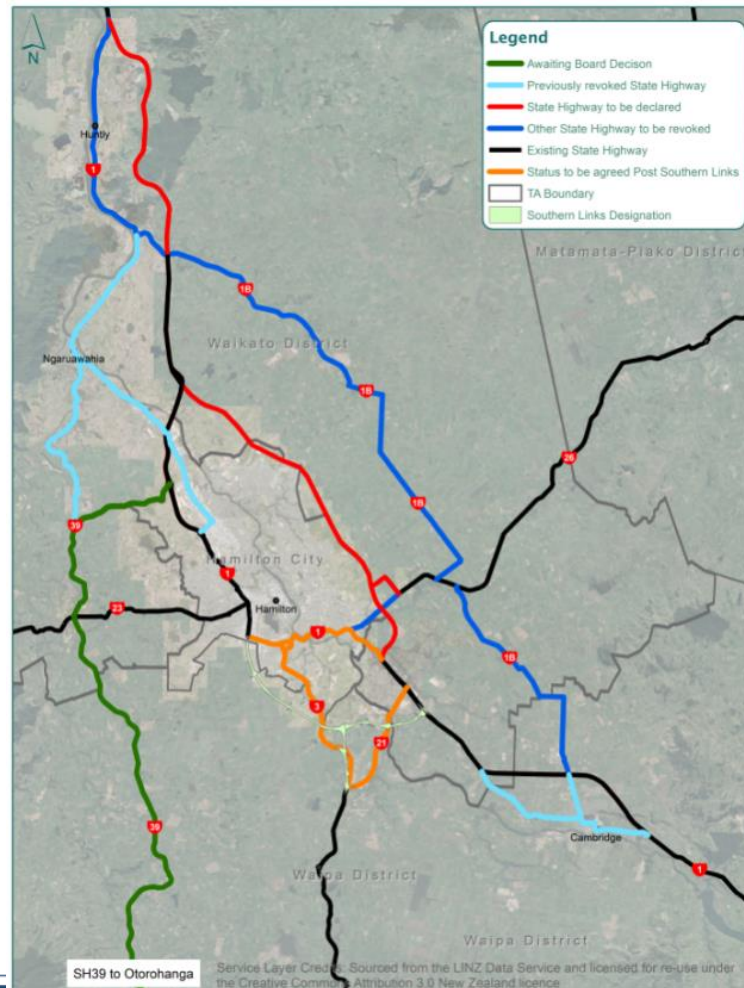 N
Legend
Awaiting Board Decison
Previously revoked State Highway
State Highway to be declared
Other State Highway to be revoked
Existing State Highway
Status to be agreed Post Southern Links
TA Boundary
Southern Links Designation
Huntly
1
Matamata-Piako District
1B
Waikato District
Ngaruawahia
1B
26
1B
39
Hamilton City
1
Hamilton
23
1
1B
3
21
Cambridge
39
1
Waipa District
Waipa District
SH39 to Otorohanga
Service Layer Credits: Sourced from the LINZ Data Service and licensed for re-use under
the Creative Commons Attribution 3.0 New Zealand licence